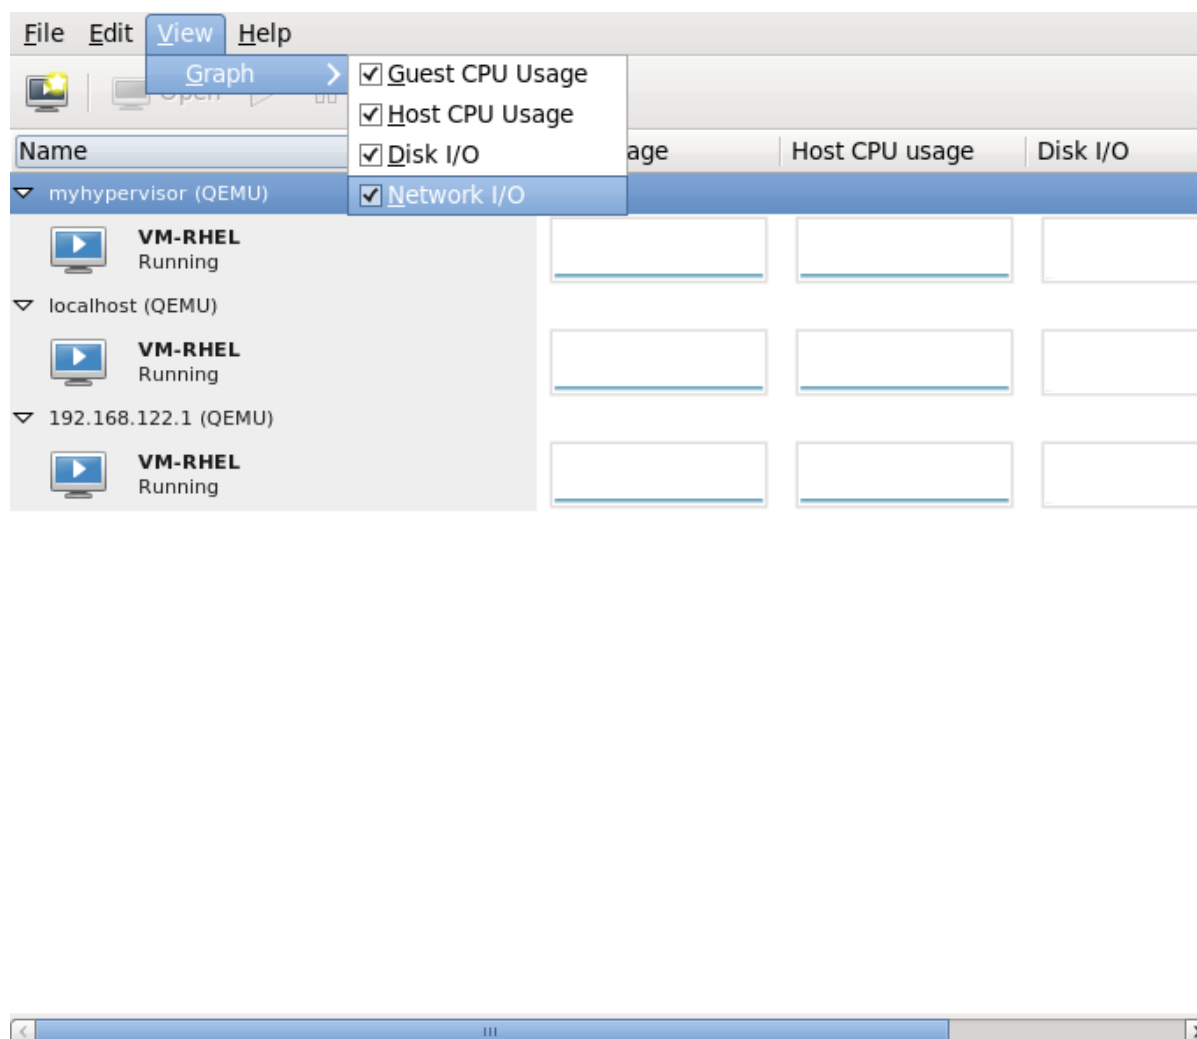 File Edit View Help
Graph
Guest CPU Usage
Host CPU Usage
Disk I/O
Network I/O
Open
Name age Host CPU usage Disk I/O
myhypervisor (QEMU)
VM-RHEL
Running
localhost (QEMU)
VM-RHEL
Running
192.168.122.1 (QEMU)
VM-RHEL
Running